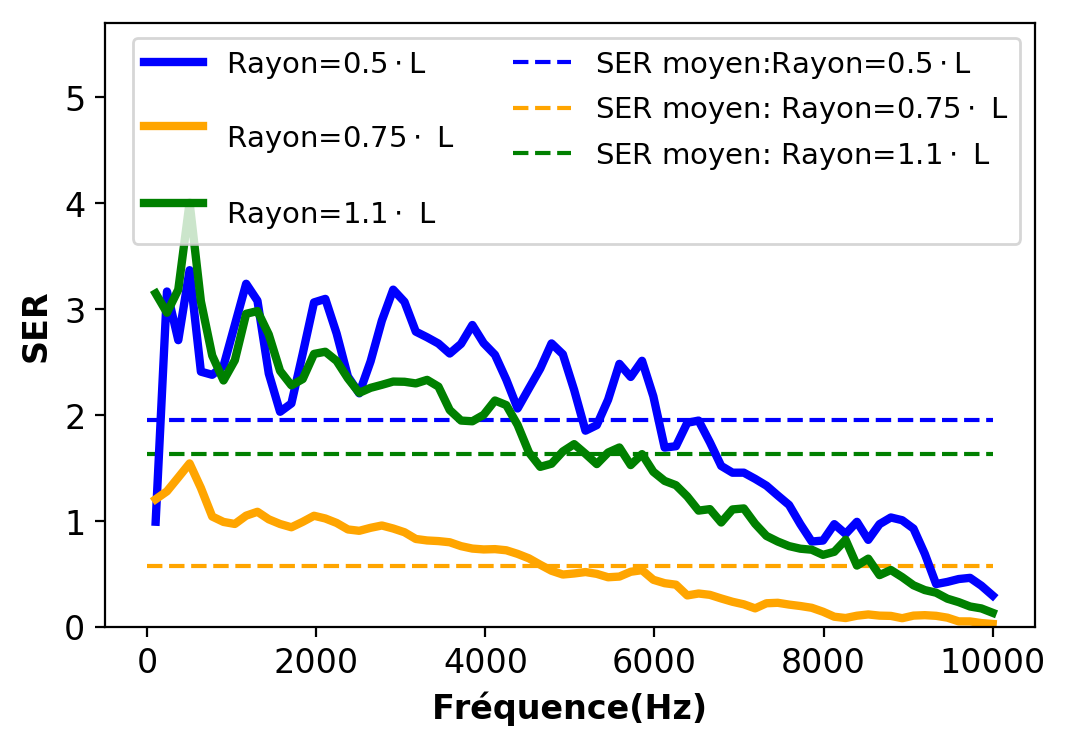 Rayon=0.5· L
Rayon=0.75· L
Rayon=1.1· L
SER moyen:Rayon=0.5· L
SER moyen: Rayon=0.75· L
SER moyen: Rayon=1.1· L
SER
5
4
3
2
1
0
0 2000 4000 6000 8000 10000
Fréquence(Hz)